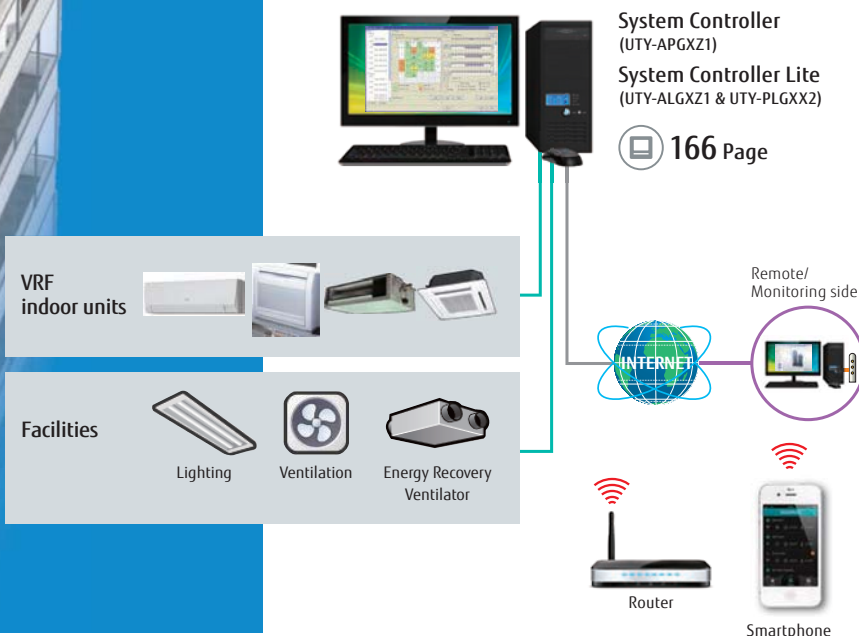 System Controller
(UTY-APGXZ1)
System Controller Lite
(UTY-ALGXZ1 & UTY-PLGXX2)
166 Page
VRF
indoor units
Remote/
Monitoring side
INTERNET
Facilities
Lighting
Ventilation
Energy Recovery
Ventilator
Router
Smartphone